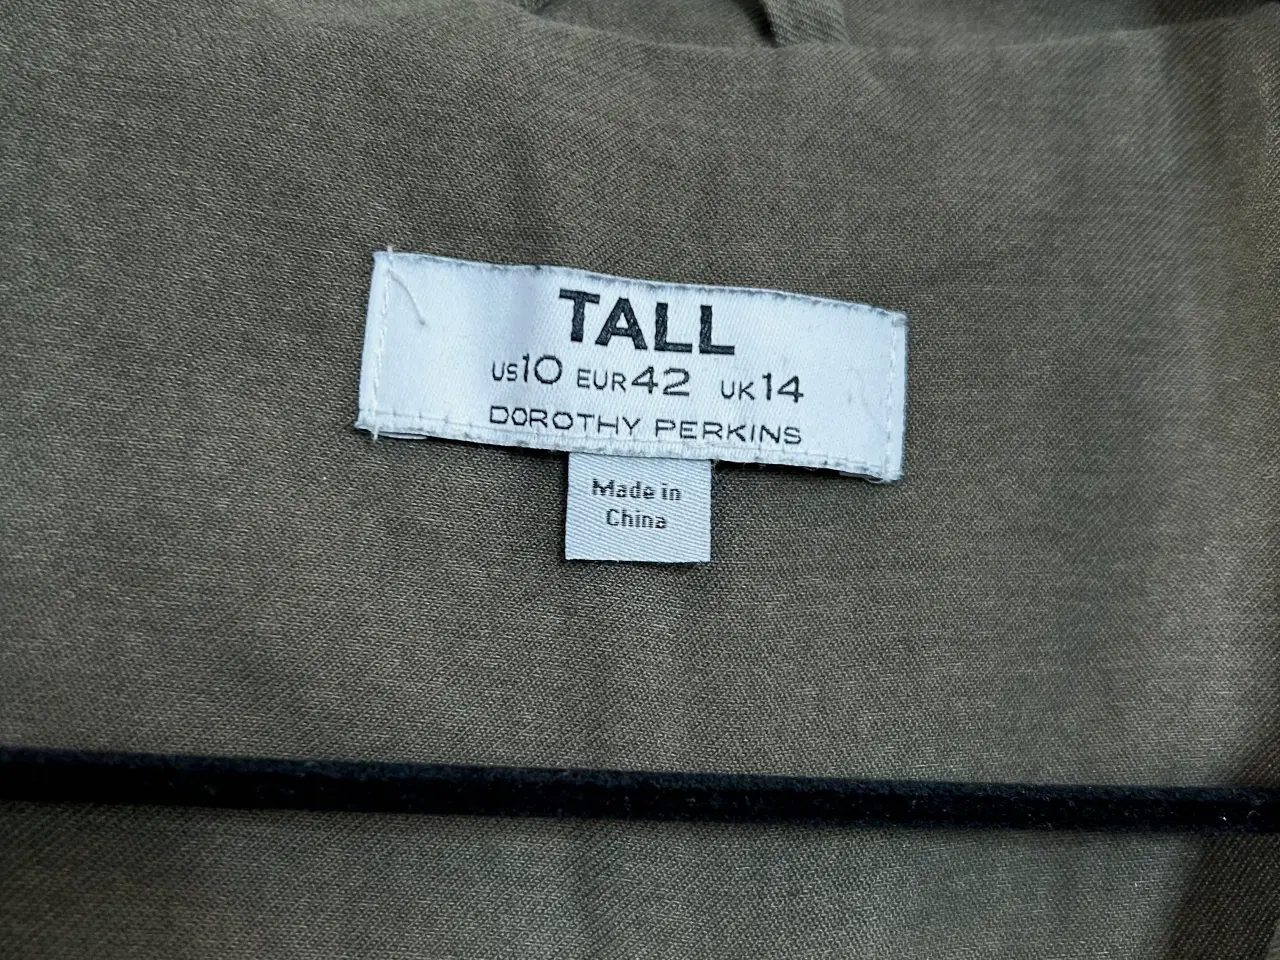 TALL
US10 EUR42 UK14
DOROTHY PERKINS
Made in
China